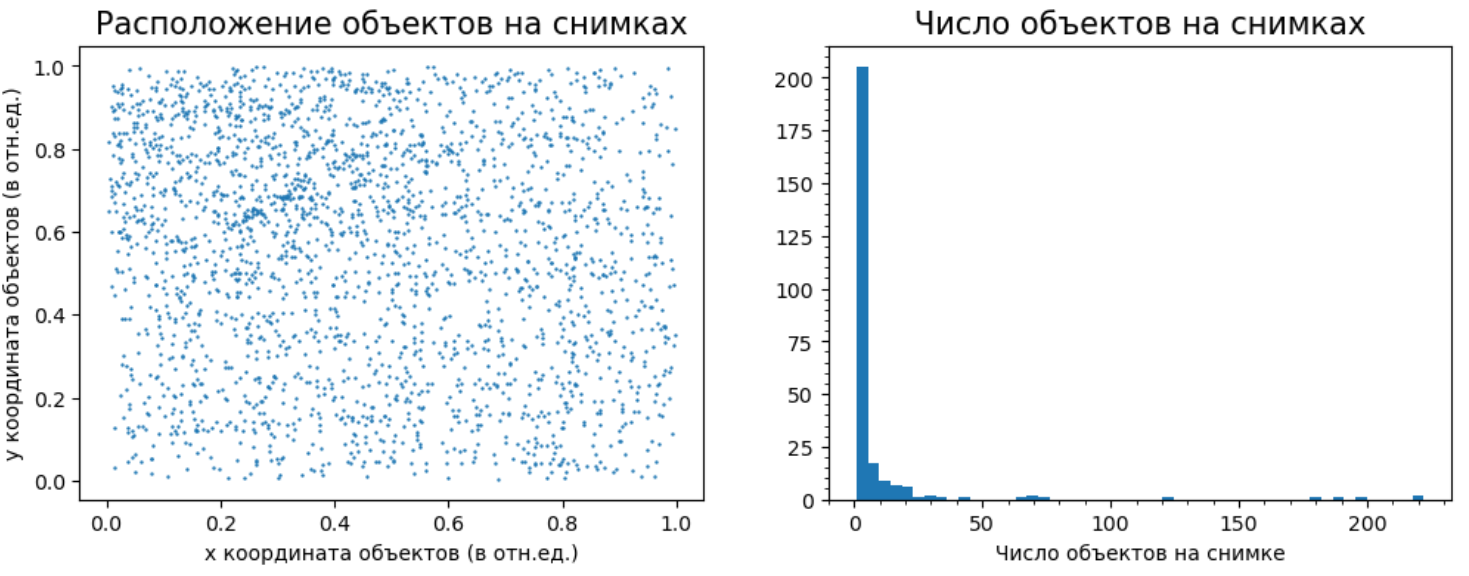 Расположение объектов на снимках
y координата объектов (в отн.ед.)
1.0
0.8
0.6
0.4
0.2
0.0
0.0 0.2 0.4 0.6 0.8 1.0
x координата объектов (в отн.ед.)
Число объектов на снимках
200
175
150
125
100
75
50
25
0
0 50 100 150 200
Число объектов на снимке